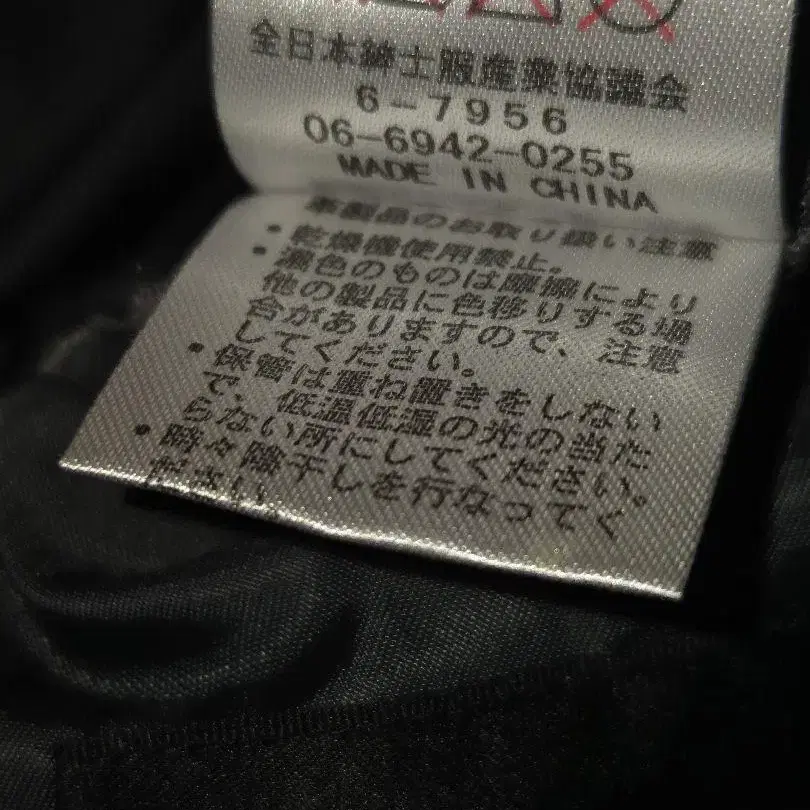 全日本紳士服産業協議会
6-7956
06-6942-0255
MADE IN CHINA
本製品のお取り扱い注意
・乾燥機使用禁止。
・濃色のものは摩擦により
他の製品に色移りする場
合がありますので、注意
してください。
・保管は重ね置きをしない
で、低温低湿の光の当た
らない所にしてください。
・時々陰干しを行なってく
ださい。